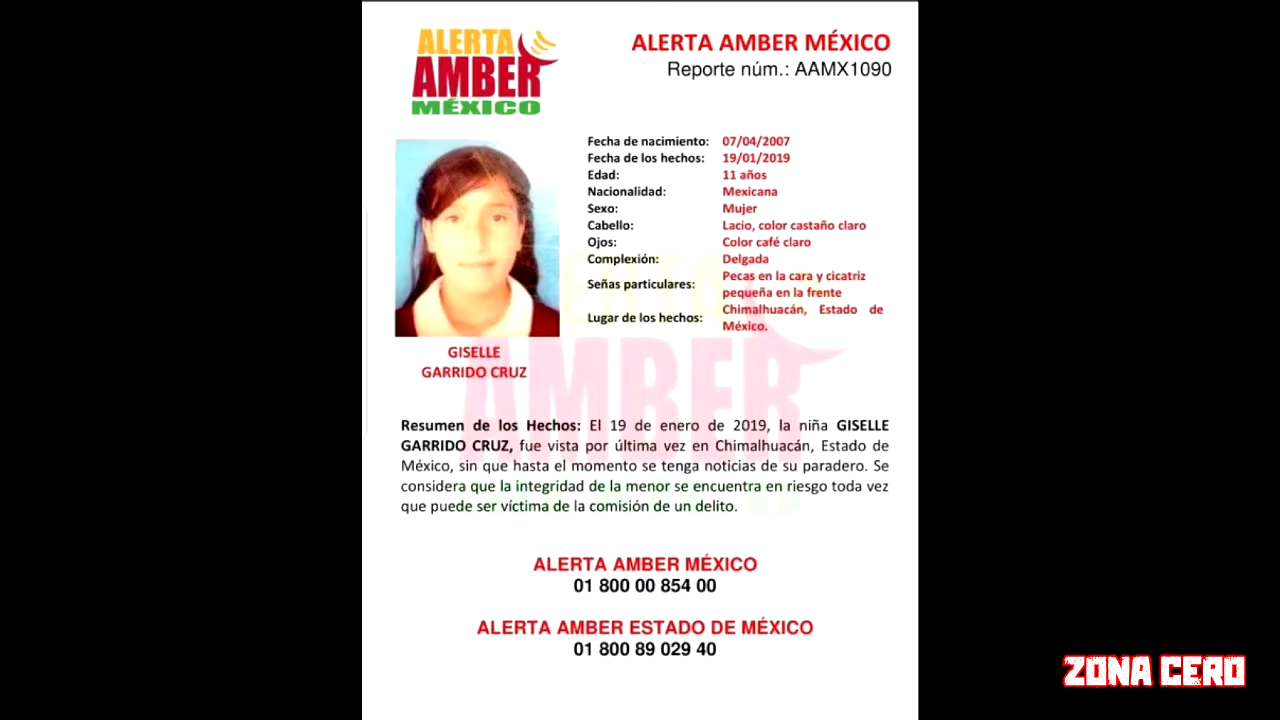 ALERTA
AMBER
MÉXICO
ALERTA AMBER MÉXICO
Reporte núm.: AAMX1090
Fecha de nacimiento: 07/04/2007
Fecha de los hechos: 19/01/2019
Edad: 11 años
Nacionalidad: Mexicana
Sexo: Mujer
Cabello: Lacio, color castaño claro
Ojos: Color café claro
Complexión: Delgada
Señas particulares: Pecas en la cara y cicatriz
pequeña en la frente
Lugar de los hechos: Chimalhuacán, Estado de
México.
GISELLE
GARRIDO CRUZ
Resumen de los Hechos: El 19 de enero de 2019, la niña GISELLE
GARRIDO CRUZ, fue vista por última vez en Chimalhuacán, Estado de
México, sin que hasta el momento se tenga noticias de su paradero. Se
considera que la integridad de la menor se encuentra en riesgo toda vez
que puede ser víctima de la comisión de un delito.
ALERTA AMBER MÉXICO
01 800 00 854 00
ALERTA AMBER ESTADO DE MÉXICO
01 800 89 029 40
ZONA CERO